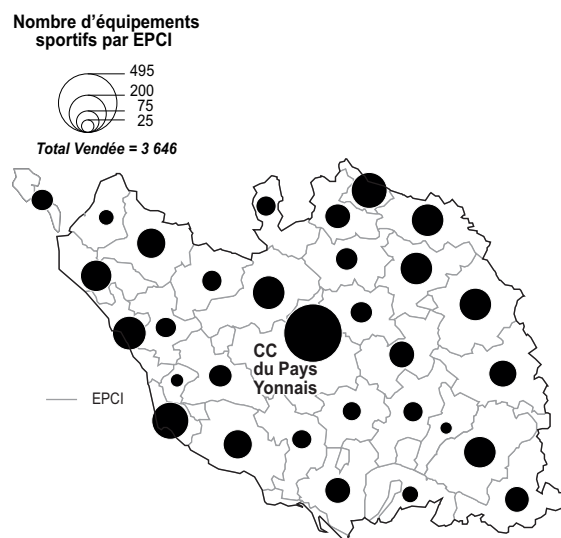 Nombre d’équipements
sportifs par EPCI
495
200
75
25
Total Vendée = 3 646
CC
du Pays
Yonnais
EPCI